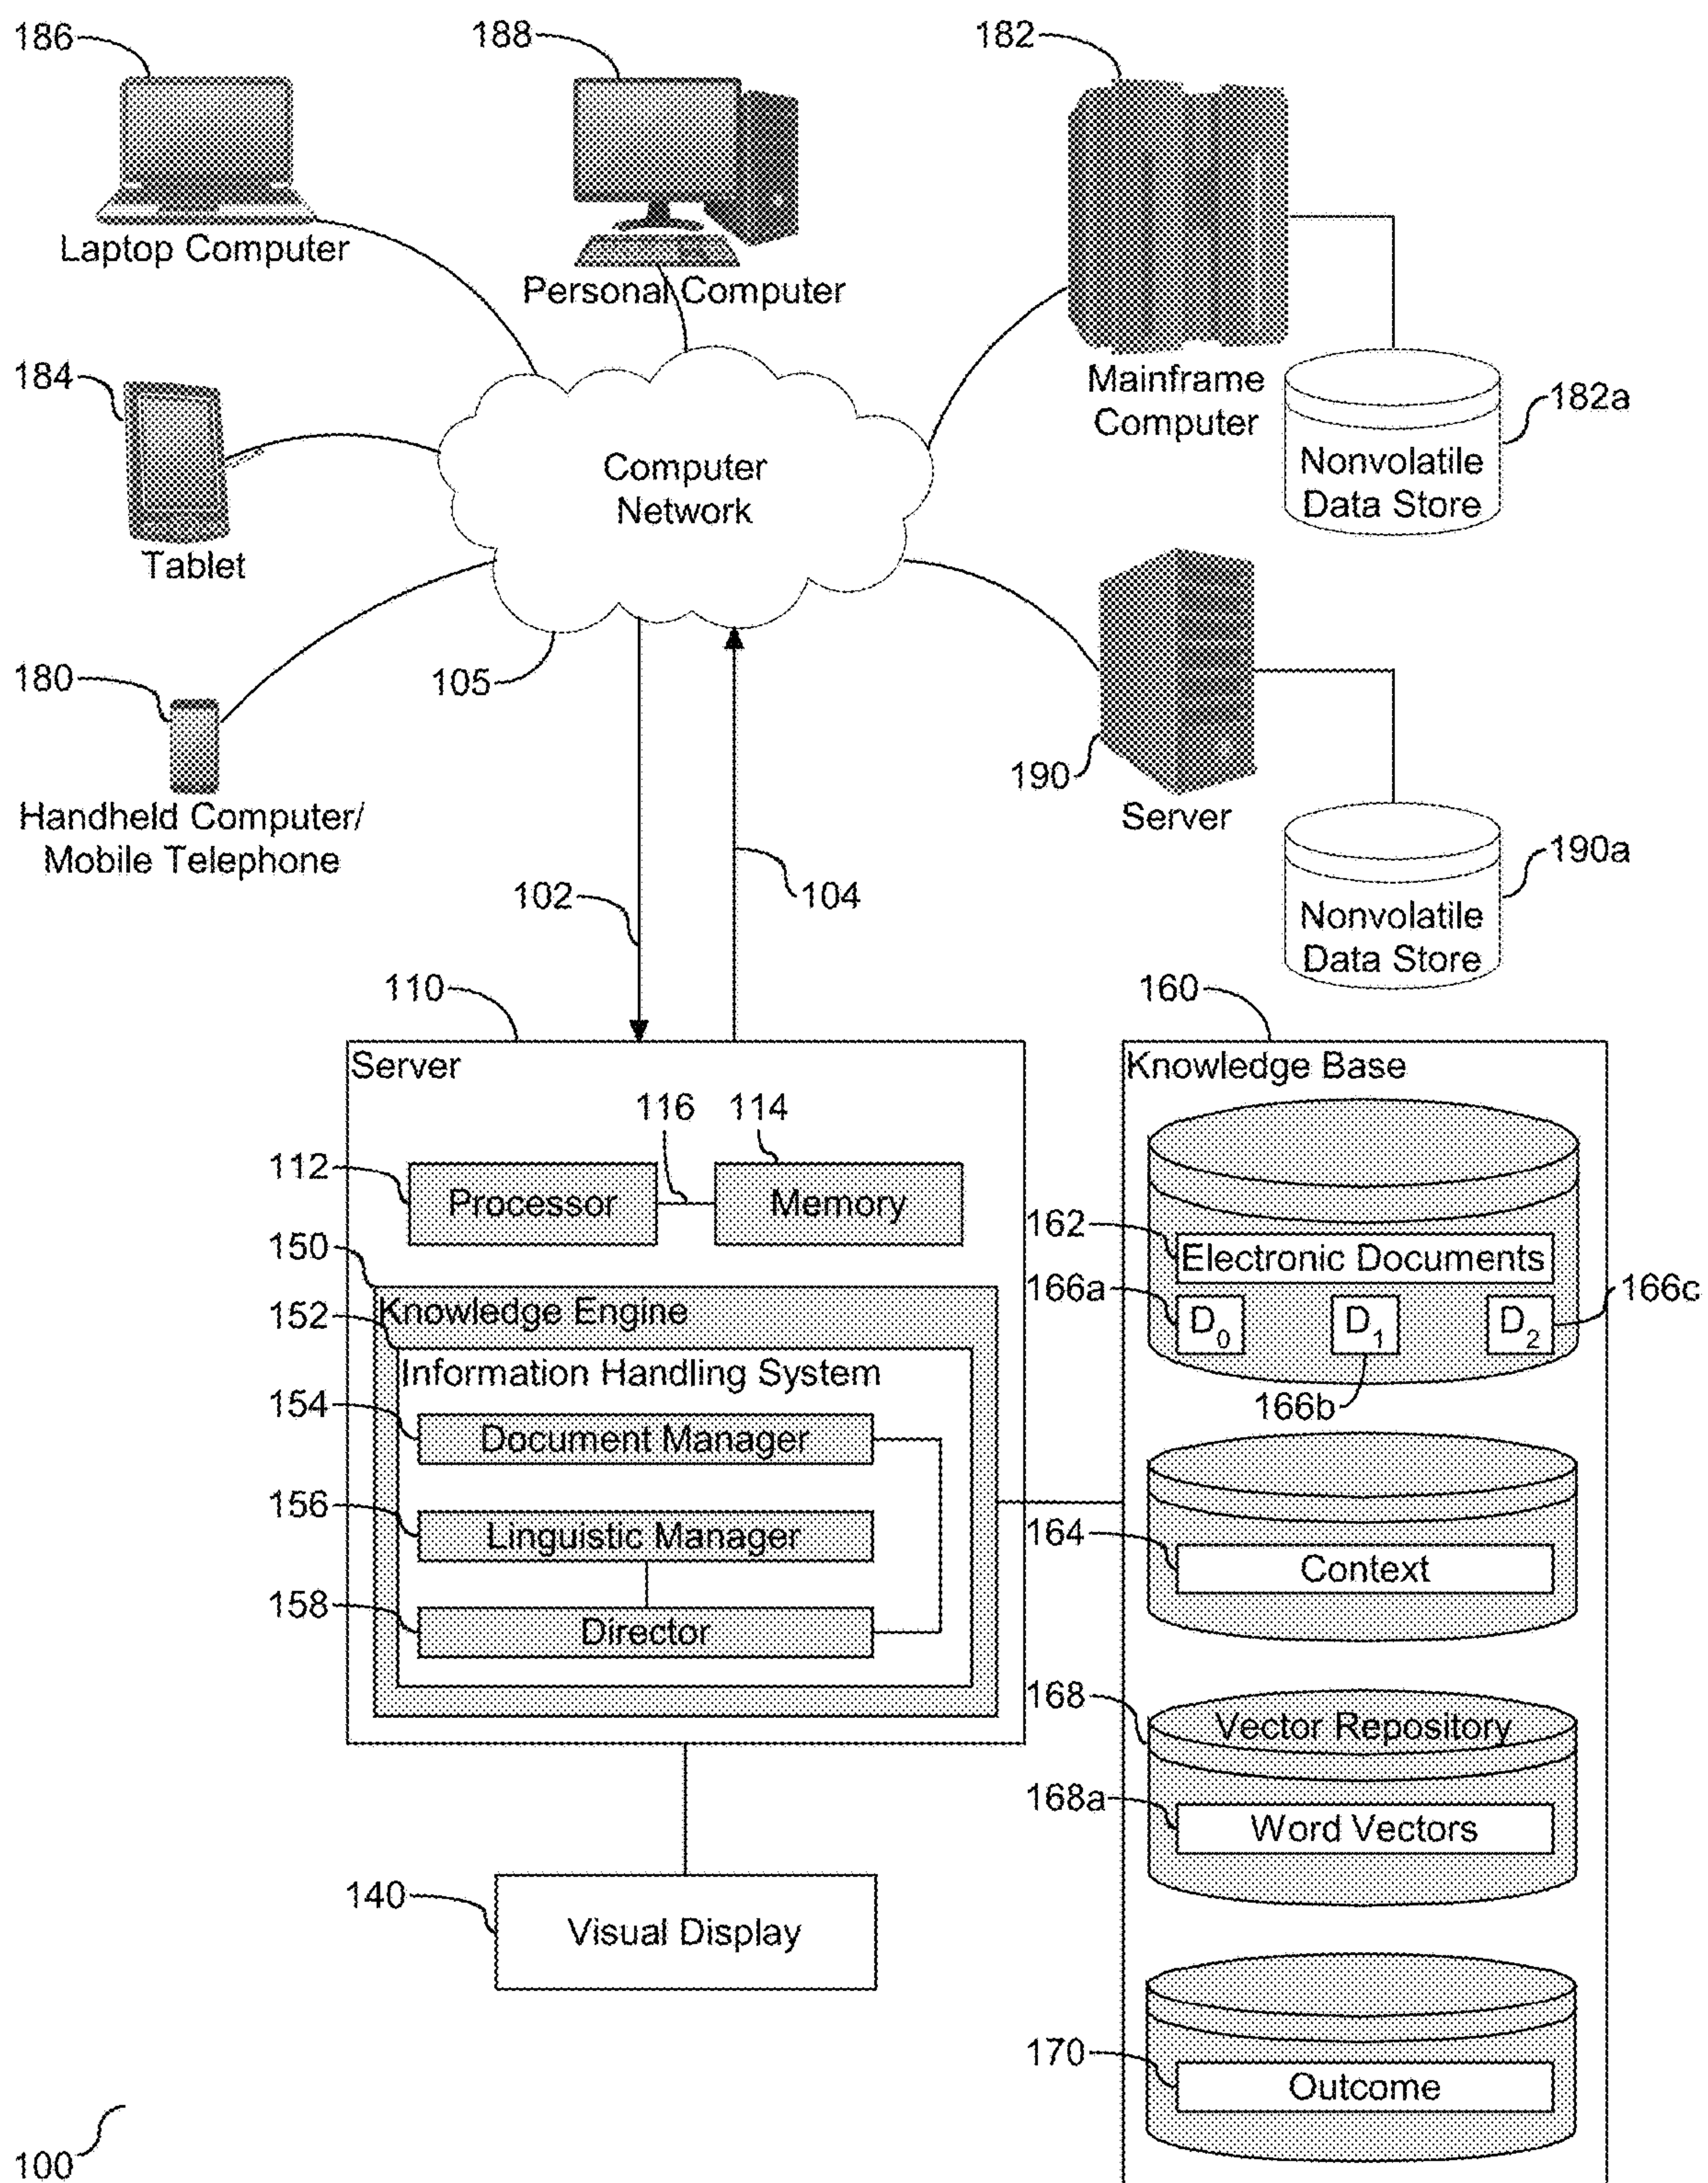 186
188
182
Laptop Computer
Personal Computer
Mainframe
Computer
184
182a
Nonvolatile
Data Store
Computer
Network
Tablet
180
105
190
Server
Handheld Computer/
Mobile Telephone
190a
Nonvolatile
Data Store
102
104
110
160
Server
Knowledge Base
116
114
112
Processor
Memory
162
Electronic Documents
150
166a
166c
Knowledge Engine
D0
D1
D2
152
Information Handling System
166b
154
Document Manager
156
Linguistic Manager
164
Context
158
Director
168
Vector Repository
168a
Word Vectors
140
Visual Display
170
Outcome
100